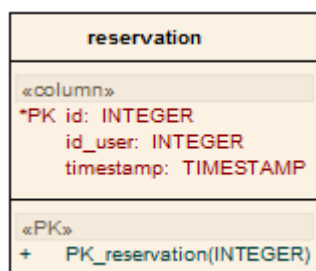 reservation
«column»
*PK id: INTEGER
id_user: INTEGER
timestamp: TIMESTAMP
«PK»
+ PK_reservation(INTEGER)